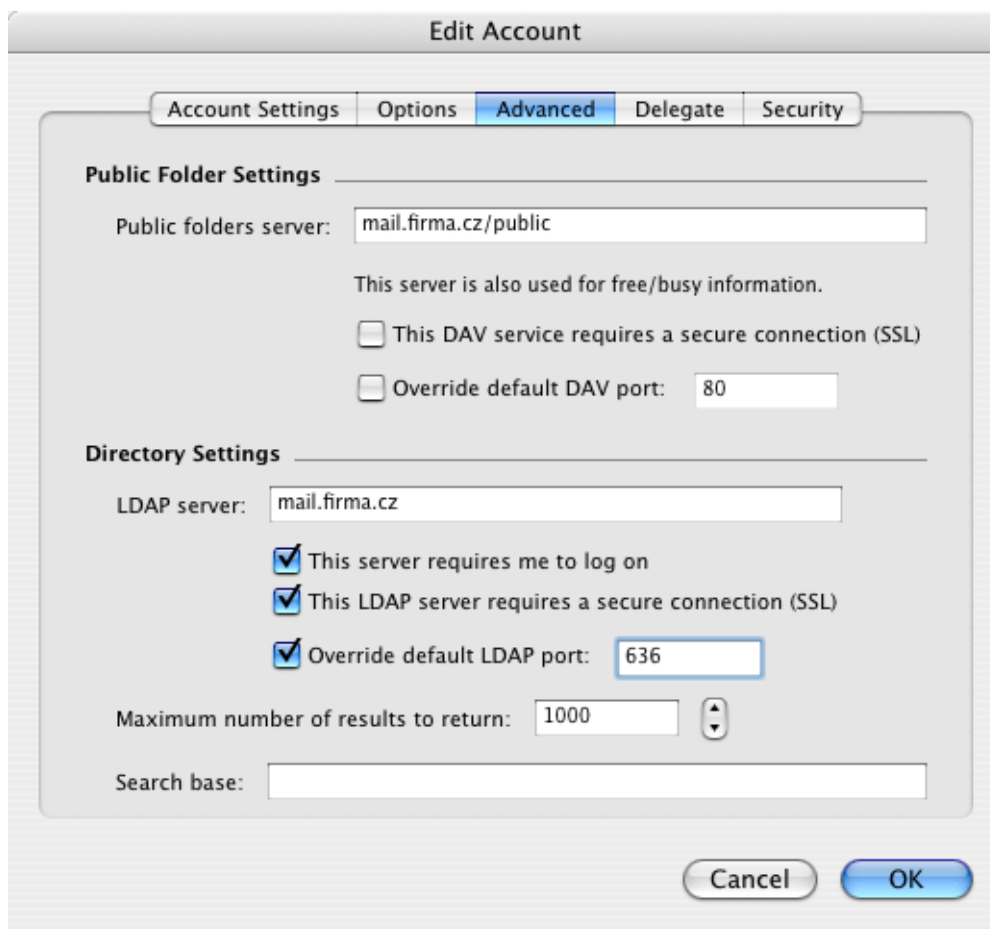 Edit Account
Account Settings Options Advanced Delegate Security
Public Folder Settings
Public folders server: mail.firma.cz/public
This server is also used for free/busy information.
This DAV service requires a secure connection (SSL)
Override default DAV port: 80
Directory Settings
LDAP server: mail.firma.cz
This server requires me to log on
This LDAP server requires a secure connection (SSL)
Override default LDAP port: 636
Maximum number of results to return: 1000
Search base:
Cancel OK